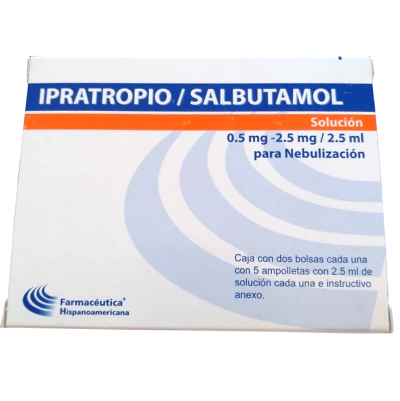 IPRATROPIO / SALBUTAMOL
Solución
0.5 mg -2.5 mg / 2.5 ml
para Nebulización
Caja con dos bolsas cada una
con 5 ampolletas con 2.5 ml de
solución cada una e instructivo
anexo.
Farmacéutica®
Hispanoamericana